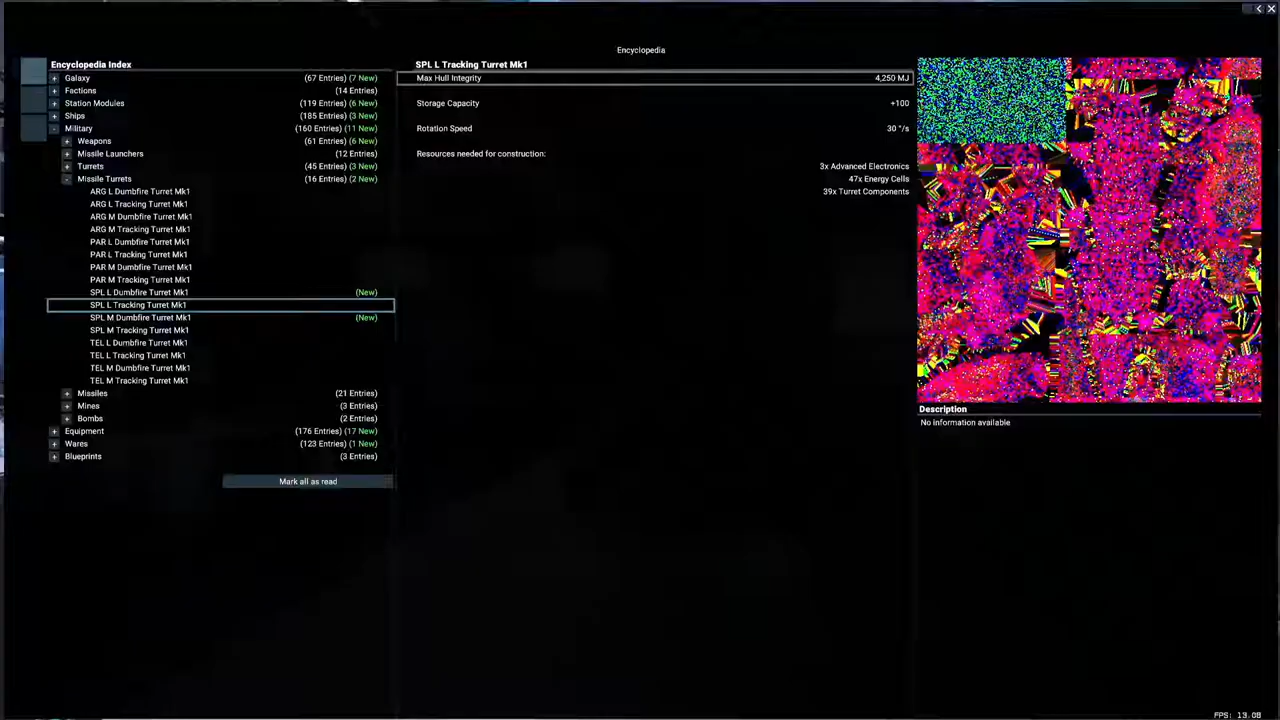 Encyclopedia
Encyclopedia Index
+ Galaxy (67 Entries) (7 New)
+ Factions (14 Entries)
+ Station Modules (119 Entries) (6 New)
+ Ships (185 Entries) (3 New)
- Military (160 Entries) (11 New)
+ Weapons (61 Entries) (6 New)
+ Missile Launchers (12 Entries)
+ Turrets (45 Entries) (3 New)
- Missile Turrets (16 Entries) (2 New)
ARG L Dumbfire Turret Mk1
ARG L Tracking Turret Mk1
ARG M Dumbfire Turret Mk1
ARG M Tracking Turret Mk1
PAR L Dumbfire Turret Mk1
PAR L Tracking Turret Mk1
PAR M Dumbfire Turret Mk1
PAR M Tracking Turret Mk1
SPL L Dumbfire Turret Mk1 (New)
SPL L Tracking Turret Mk1
SPL M Dumbfire Turret Mk1 (New)
SPL M Tracking Turret Mk1
TEL L Dumbfire Turret Mk1
TEL L Tracking Turret Mk1
TEL M Dumbfire Turret Mk1
TEL M Tracking Turret Mk1
+ Missiles (21 Entries)
+ Mines (3 Entries)
+ Bombs (2 Entries)
+ Equipment (176 Entries) (17 New)
+ Wares (123 Entries) (1 New)
+ Blueprints (3 Entries)
Mark all as read
SPL L Tracking Turret Mk1
Max Hull Integrity 4,250 MJ
Storage Capacity +100
Rotation Speed 30 °/s
Resources needed for construction:
3x Advanced Electronics
47x Energy Cells
39x Turret Components
Description
No information available
FPS: 13.08